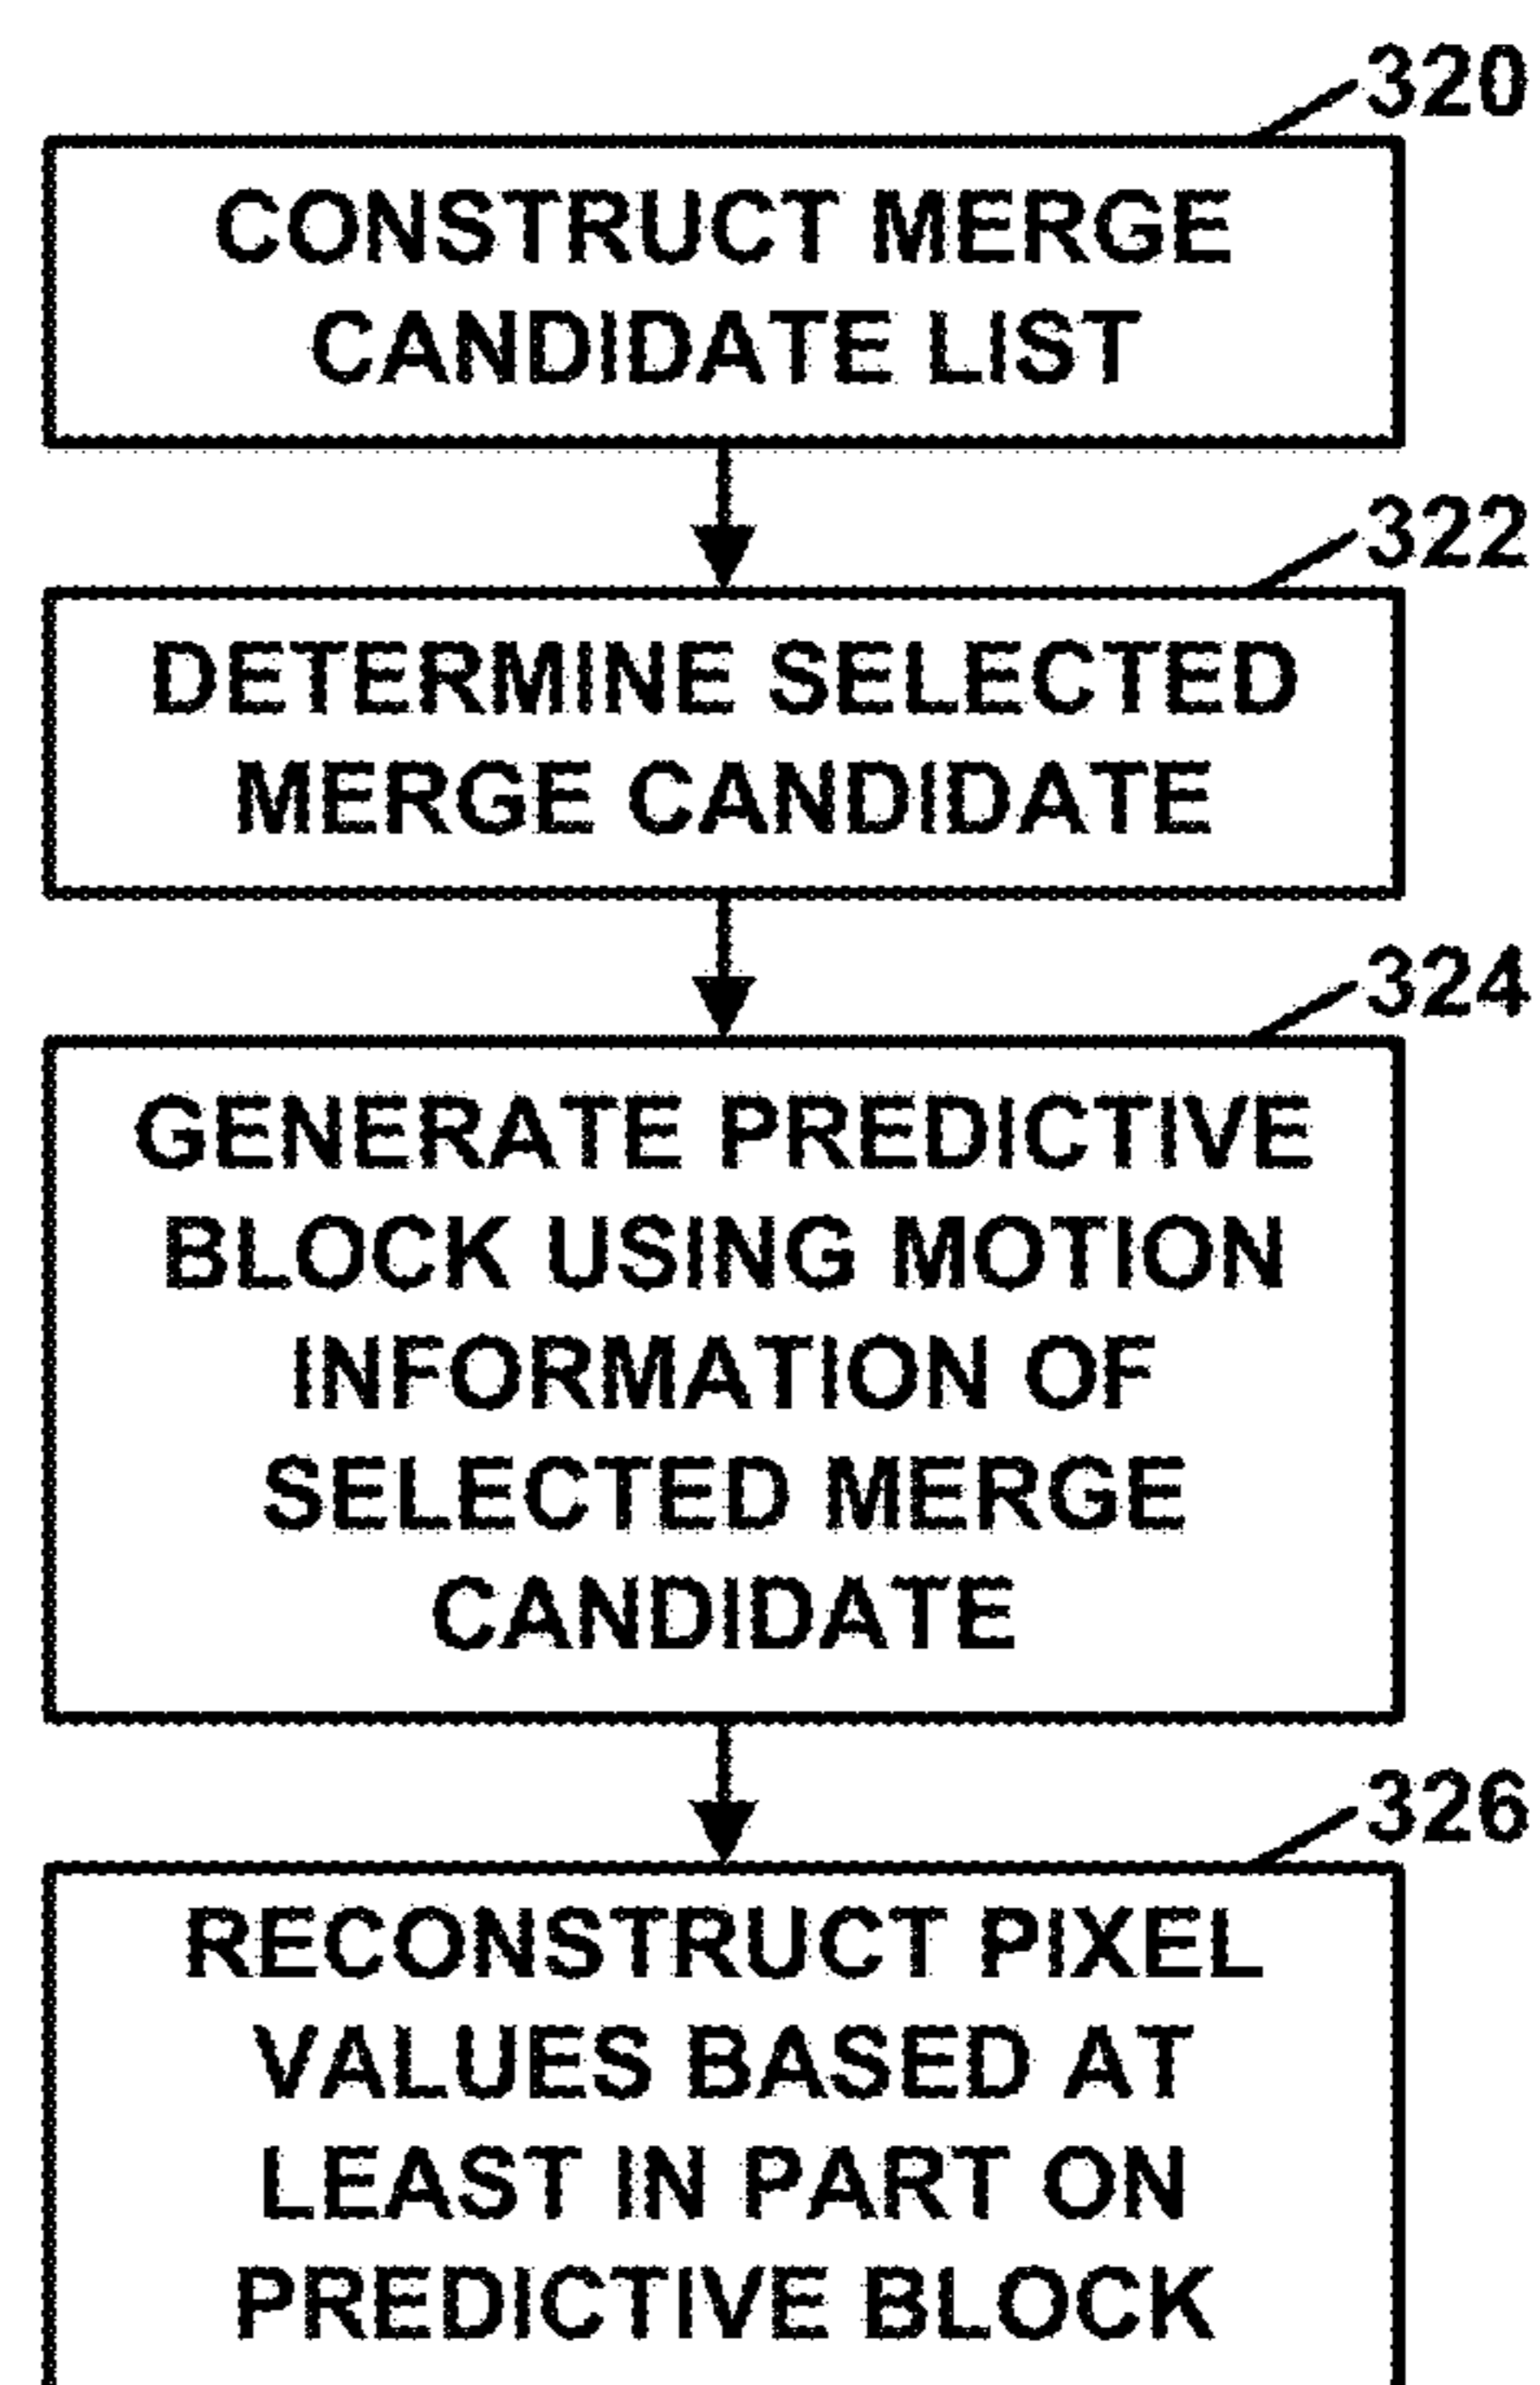 320
CONSTRUCT MERGE
CANDIDATE LIST
322
DETERMINE SELECTED
MERGE CANDIDATE
324
GENERATE PREDICTIVE
BLOCK USING MOTION
INFORMATION OF
SELECTED MERGE
CANDIDATE
326
RECONSTRUCT PIXEL
VALUES BASED AT
LEAST IN PART ON
PREDICTIVE BLOCK